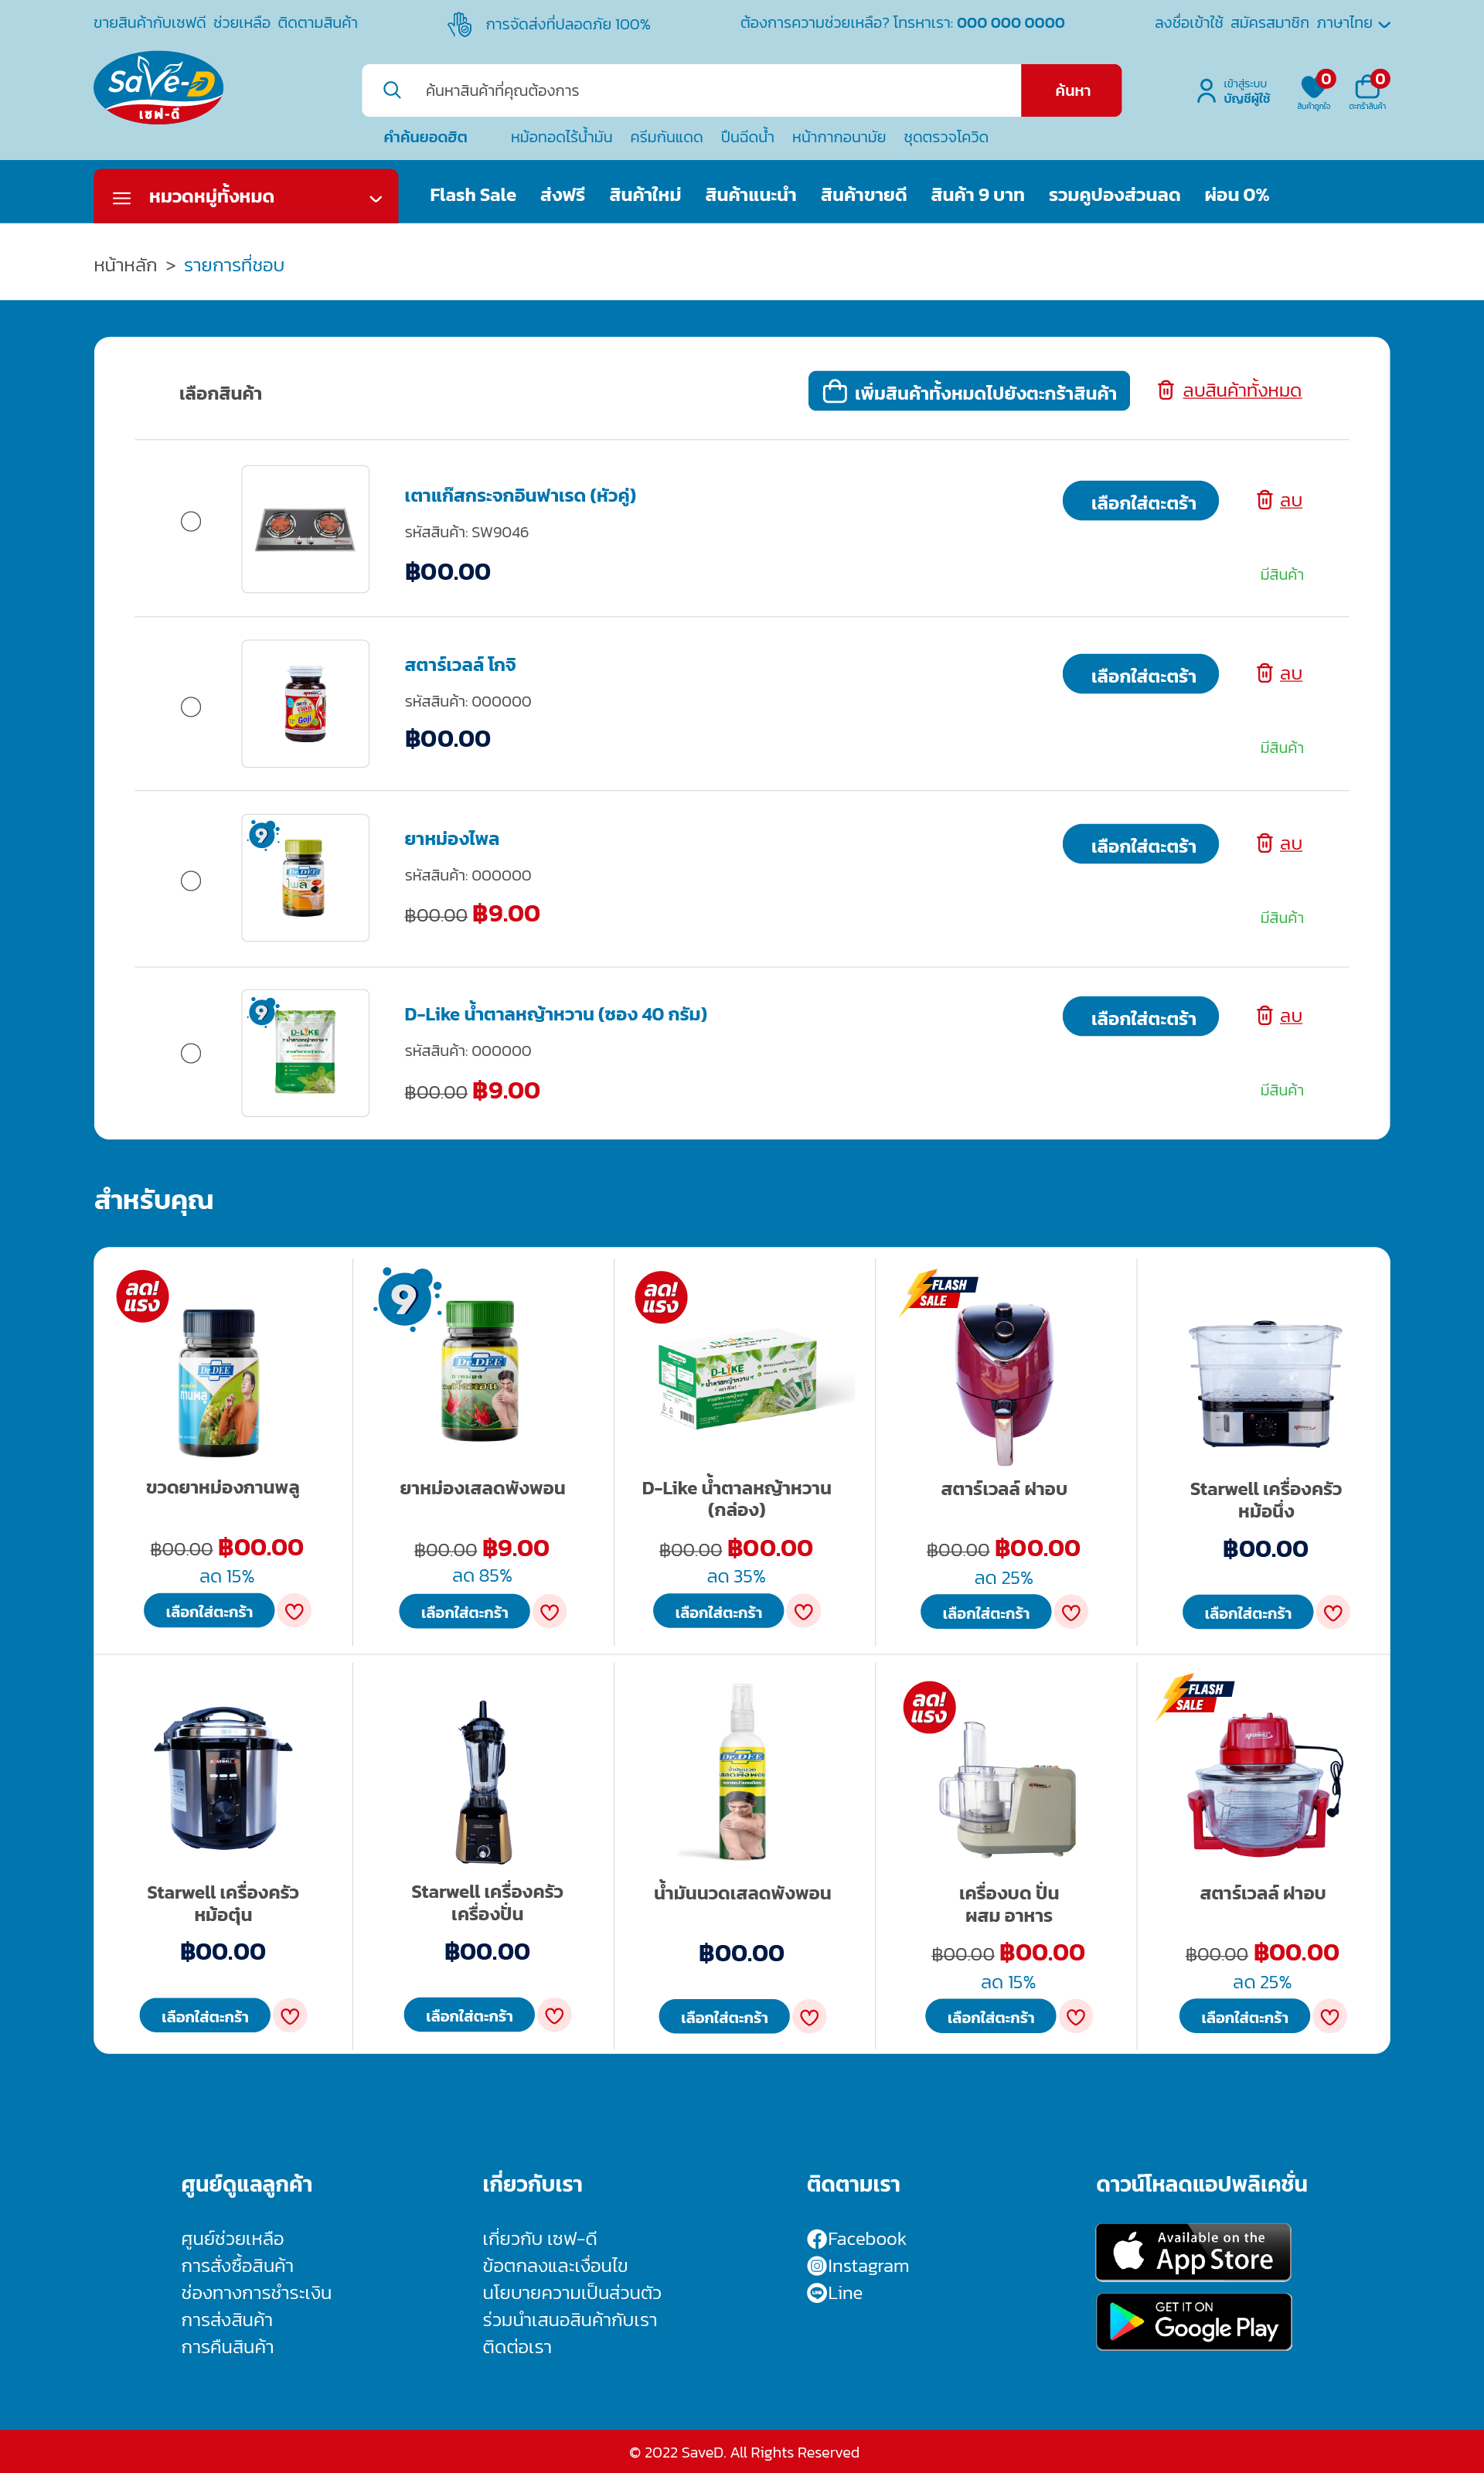 ขายสินค้ากับเซฟดี ช่วยเหลือ ติดตามสินค้า
การจัดส่งที่ปลอดภัย 100%
ต้องการความช่วยเหลือ? โทรหาเรา: 000 000 0000
ลงชื่อเข้าใช้ สมัครสมาชิก ภาษาไทย
SaVe-D
เซฟ-ดี
ค้นหาสินค้าที่คุณต้องการ
ค้นหา
เข้าสู่ระบบ
บัญชีผู้ใช้
0
สินค้าถูกใจ
0
ตะกร้าสินค้า
คำค้นยอดฮิต หม้อทอดไร้น้ำมัน ครีมกันแดด ปืนฉีดน้ำ หน้ากากอนามัย ชุดตรวจโควิด
หมวดหมู่ทั้งหมด
Flash Sale ส่งฟรี สินค้าใหม่ สินค้าแนะนำ สินค้าขายดี สินค้า 9 บาท รวมคูปองส่วนลด ผ่อน 0%
หน้าหลัก > รายการที่ชอบ
เลือกสินค้า
เพิ่มสินค้าทั้งหมดไปยังตะกร้าสินค้า
ลบสินค้าทั้งหมด
เตาแก๊สกระจกอินฟาเรด (หัวคู่)
รหัสสินค้า: SW9046
฿00.00
เลือกใส่ตะตร้า
ลบ
มีสินค้า
Goji
สตาร์เวลล์ โกจิ
รหัสสินค้า: 000000
฿00.00
เลือกใส่ตะตร้า
ลบ
มีสินค้า
9
Dr.DEE
ไพล
ยาหม่องไพล
รหัสสินค้า: 000000
฿00.00 ฿9.00
เลือกใส่ตะตร้า
ลบ
มีสินค้า
9
D-LIKE
น้ำตาลหญ้าหวาน
D-Like น้ำตาลหญ้าหวาน (ซอง 40 กรัม)
รหัสสินค้า: 000000
฿00.00 ฿9.00
เลือกใส่ตะตร้า
ลบ
มีสินค้า
สำหรับคุณ
ลด!
แรง
Dr.DEE
กานพลู
ขวดยาหม่องกานพลู
฿00.00 ฿00.00
ลด 15%
เลือกใส่ตะกร้า
9
Dr.DEE
ยาหม่องเสลดพังพอน
฿00.00 ฿9.00
ลด 85%
เลือกใส่ตะกร้า
ลด!
แรง
D-LIKE
น้ำตาลหญ้าหวาน
D-Like น้ำตาลหญ้าหวาน
(กล่อง)
฿00.00 ฿00.00
ลด 35%
เลือกใส่ตะกร้า
FLASH
SALE
สตาร์เวลล์ ฝาอบ
฿00.00 ฿00.00
ลด 25%
เลือกใส่ตะกร้า
Starwell เครื่องครัว
หม้อนึ่ง
฿00.00
เลือกใส่ตะกร้า
Starwell เครื่องครัว
หม้อตุ๋น
฿00.00
เลือกใส่ตะกร้า
Starwell เครื่องครัว
เครื่องปั่น
฿00.00
เลือกใส่ตะกร้า
Dr.DEE
น้ำมันนวดเสลดพังพอน
฿00.00
เลือกใส่ตะกร้า
ลด!
แรง
เครื่องบด ปั่น
ผสม อาหาร
฿00.00 ฿00.00
ลด 15%
เลือกใส่ตะกร้า
FLASH
SALE
สตาร์เวลล์ ฝาอบ
฿00.00 ฿00.00
ลด 25%
เลือกใส่ตะกร้า
ศูนย์ดูแลลูกค้า
ศูนย์ช่วยเหลือ
การสั่งซื้อสินค้า
ช่องทางการชำระเงิน
การส่งสินค้า
การคืนสินค้า
เกี่ยวกับเรา
เกี่ยวกับ เซฟ-ดี
ข้อตกลงและเงื่อนไข
นโยบายความเป็นส่วนตัว
ร่วมนำเสนอสินค้ากับเรา
ติดต่อเรา
ติดตามเรา
Facebook
Instagram
Line
ดาวน์โหลดแอปพลิเคชั่น
Available on the
App Store
GET IT ON
Google Play
© 2022 SaveD. All Rights Reserved